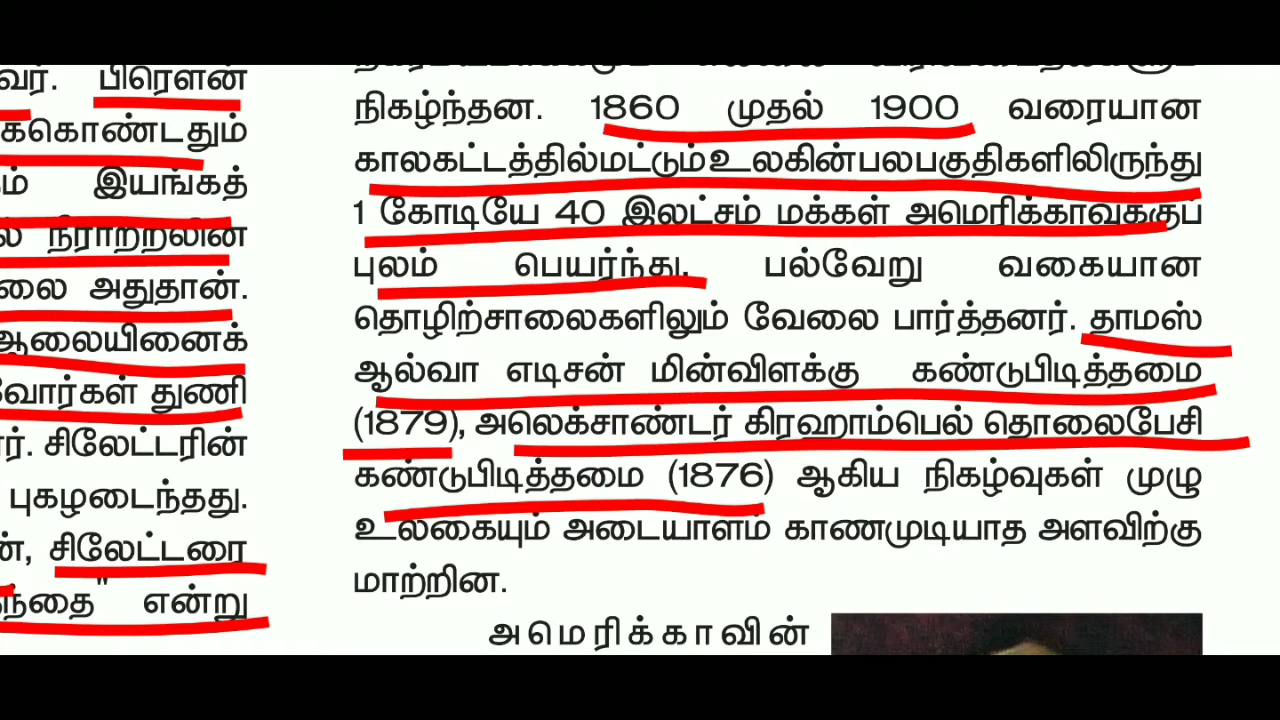 வர். பிரௌன்
க்கொண்டதும்
ம் இயங்கத்
ல் நீராற்றலின்
லை அதுதான்.
ஆலையினைக்
வோர்கள் துணி
ர். சிலேட்டரின்
புகழடைந்தது.
ன், சிலேட்டரை
ந்தை" என்று
நிகழ்ந்தன. 1860 முதல் 1900 வரையான
காலகட்டத்தில்மட்டும்உலகின்பலபகுதிகளிலிருந்து
1 கோடியே 40 இலட்சம் மக்கள் அமெரிக்காவுக்குப்
புலம் பெயர்ந்து, பல்வேறு வகையான
தொழிற்சாலைகளிலும் வேலை பார்த்தனர். தாமஸ்
ஆல்வா எடிசன் மின்விளக்கு கண்டுபிடித்தமை
(1879), அலெக்சாண்டர் கிரஹாம்பெல் தொலைபேசி
கண்டுபிடித்தமை (1876) ஆகிய நிகழ்வுகள் முழு
உலகையும் அடையாளம் காணமுடியாத அளவிற்கு
மாற்றின.
அமெரிக்காவின்